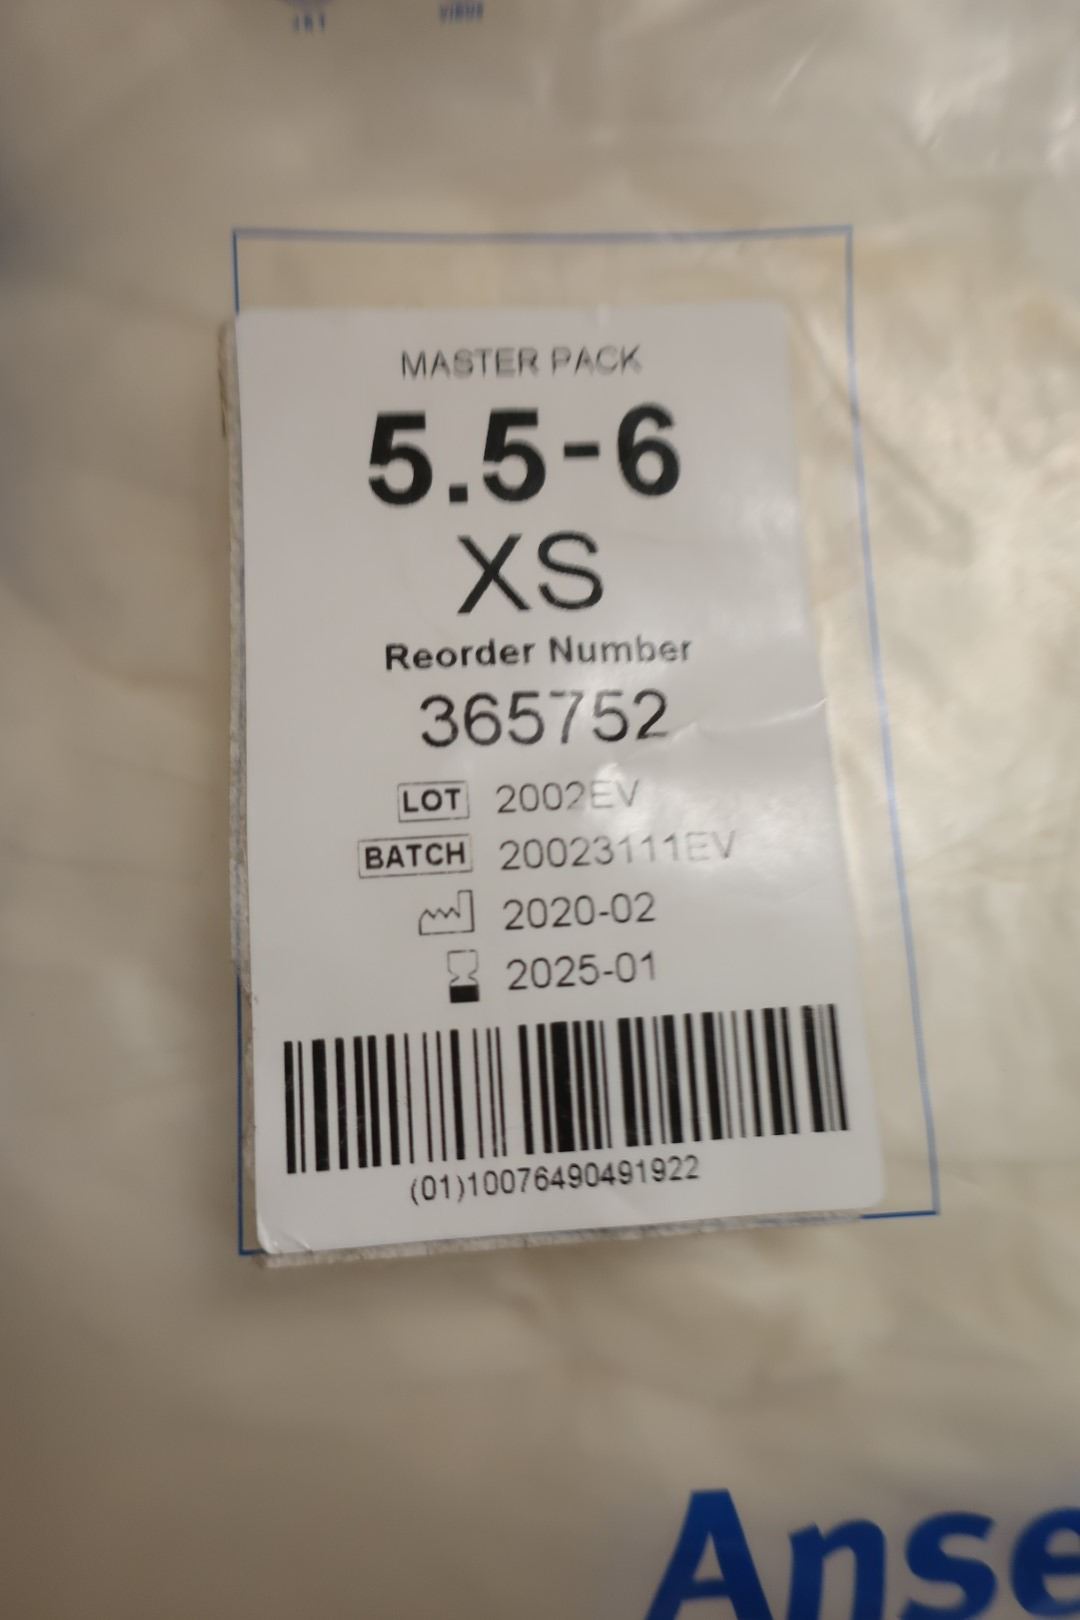 MASTER PACK
5.5-6
XS
Reorder Number
365752
LOT 2002EV
BATCH 20023111EV
2020-02
2025-01
(01)10076490491922
Anse